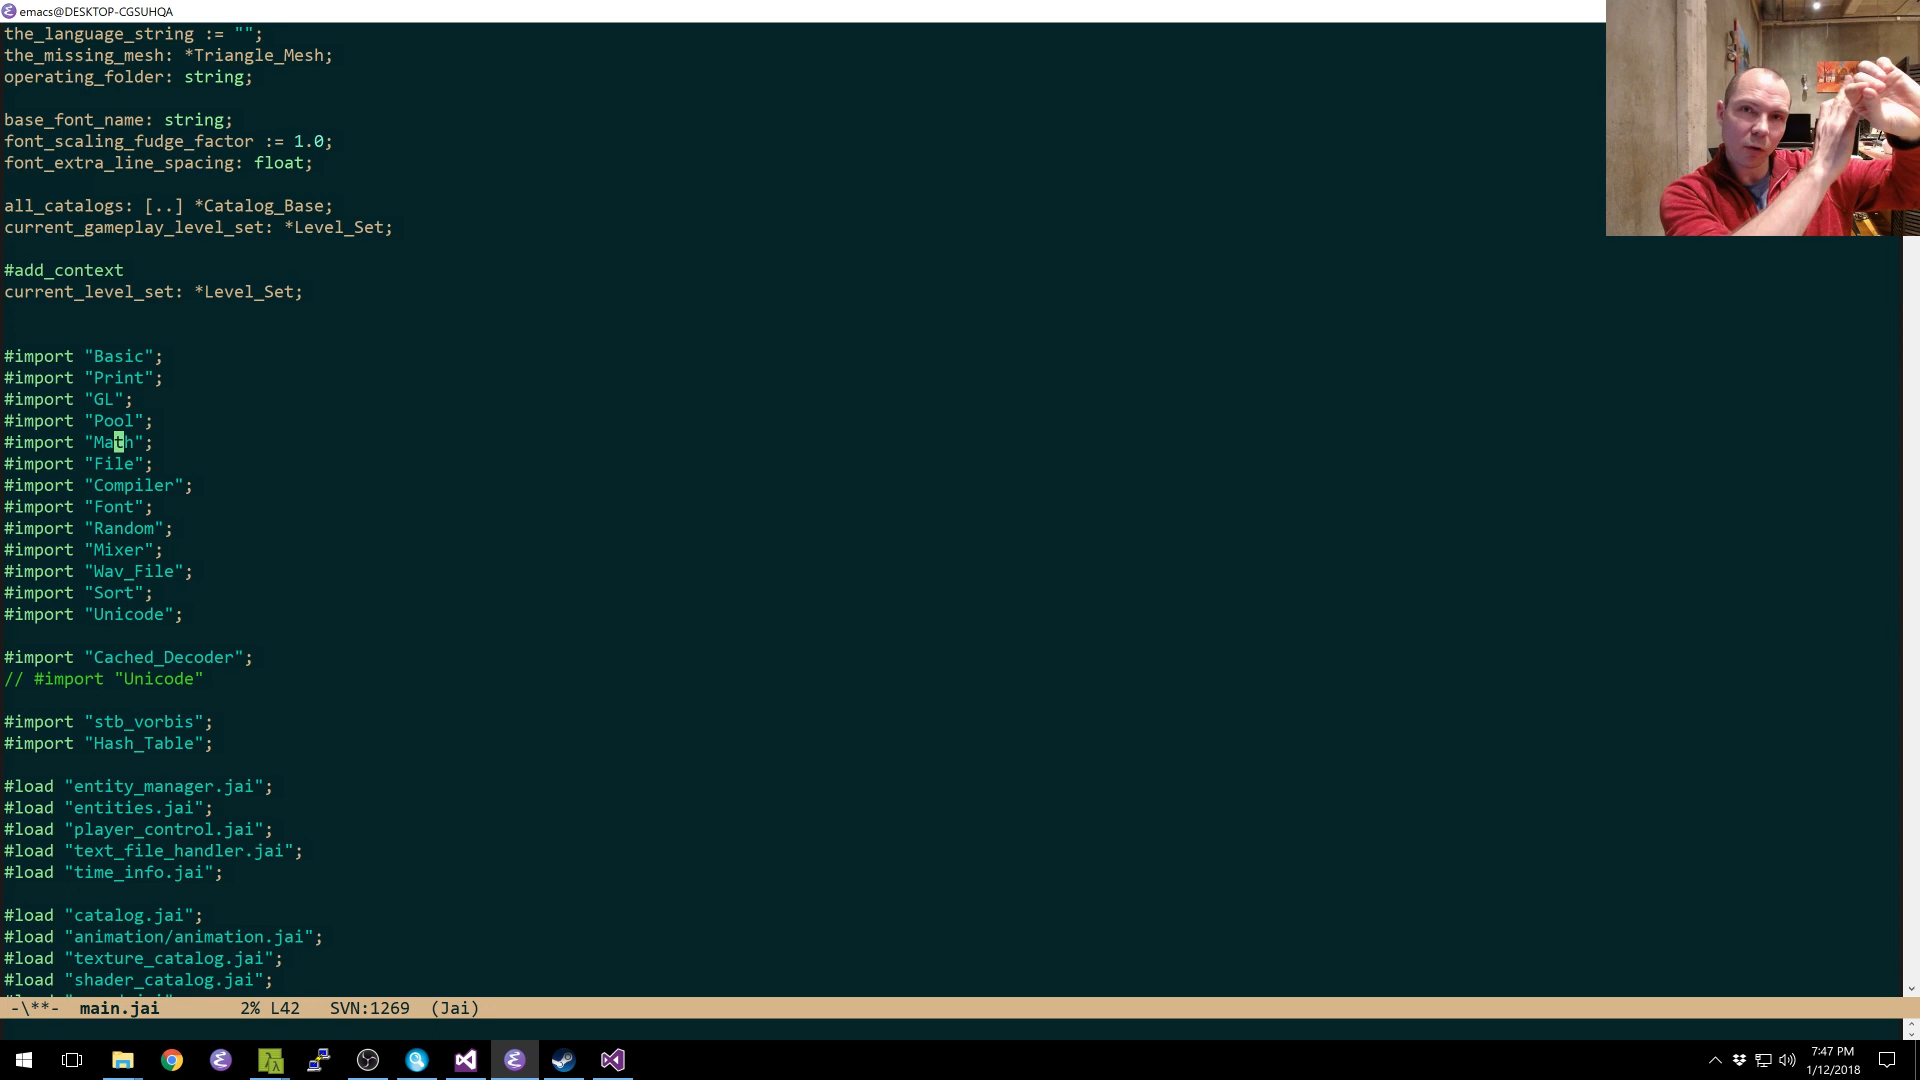 emacs@DESKTOP-CGSUHQA
the_language_string := "";
the_missing_mesh: *Triangle_Mesh;
operating_folder: string;
base_font_name: string;
font_scaling_fudge_factor := 1.0;
font_extra_line_spacing: float;
all_catalogs: [..] *Catalog_Base;
current_gameplay_level_set: *Level_Set;
#add_context
current_level_set: *Level_Set;
#import "Basic";
#import "Print";
#import "GL";
#import "Pool";
#import "Math";
#import "File";
#import "Compiler";
#import "Font";
#import "Random";
#import "Mixer";
#import "Wav_File";
#import "Sort";
#import "Unicode";
#import "Cached_Decoder";
// #import "Unicode"
#import "stb_vorbis";
#import "Hash_Table";
#load "entity_manager.jai";
#load "entities.jai";
#load "player_control.jai";
#load "text_file_handler.jai";
#load "time_info.jai";
#load "catalog.jai";
#load "animation/animation.jai";
#load "texture_catalog.jai";
#load "shader_catalog.jai";
-\**- main.jai 2% L42 SVN:1269 (Jai)
7:47 PM
1/12/2018